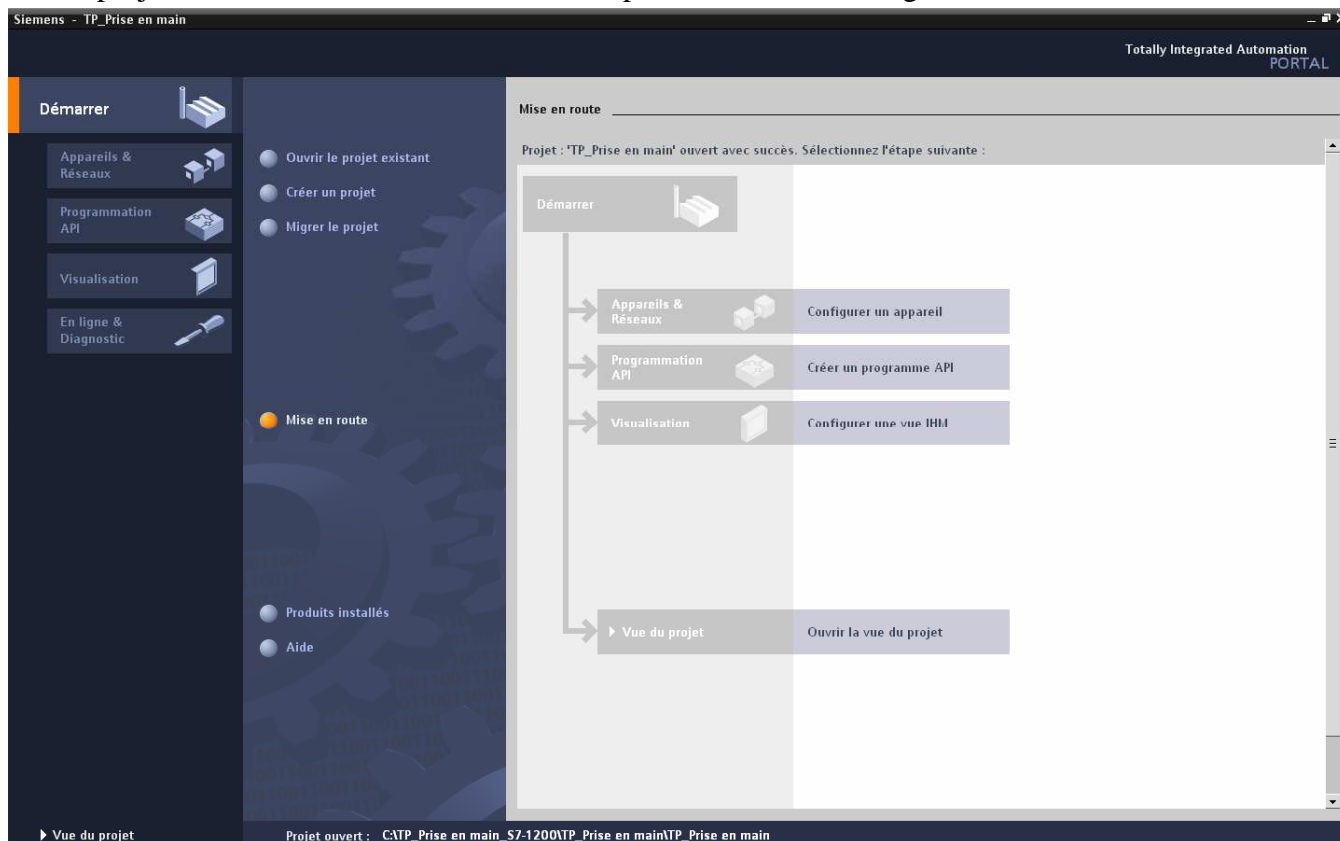 Siemens - TP_Prise en main
Totally Integrated Automation
PORTAL
Démarrer
Appareils &
Réseaux
Programmation
API
Visualisation
En ligne &
Diagnostic
Ouvrir le projet existant
Créer un projet
Migrer le projet
Mise en route
Produits installés
Aide
Mise en route
Projet : 'TP_Prise en main' ouvert avec succès. Sélectionnez l'étape suivante :
Démarrer
Appareils &
Réseaux
Configurer un appareil
Programmation
API
Créer un programme API
Visualisation
Configurer une vue IHM
Vue du projet
Ouvrir la vue du projet
Vue du projet
Projet ouvert : C:\TP_Prise en main_S7-1200\TP_Prise en main\TP_Prise en main